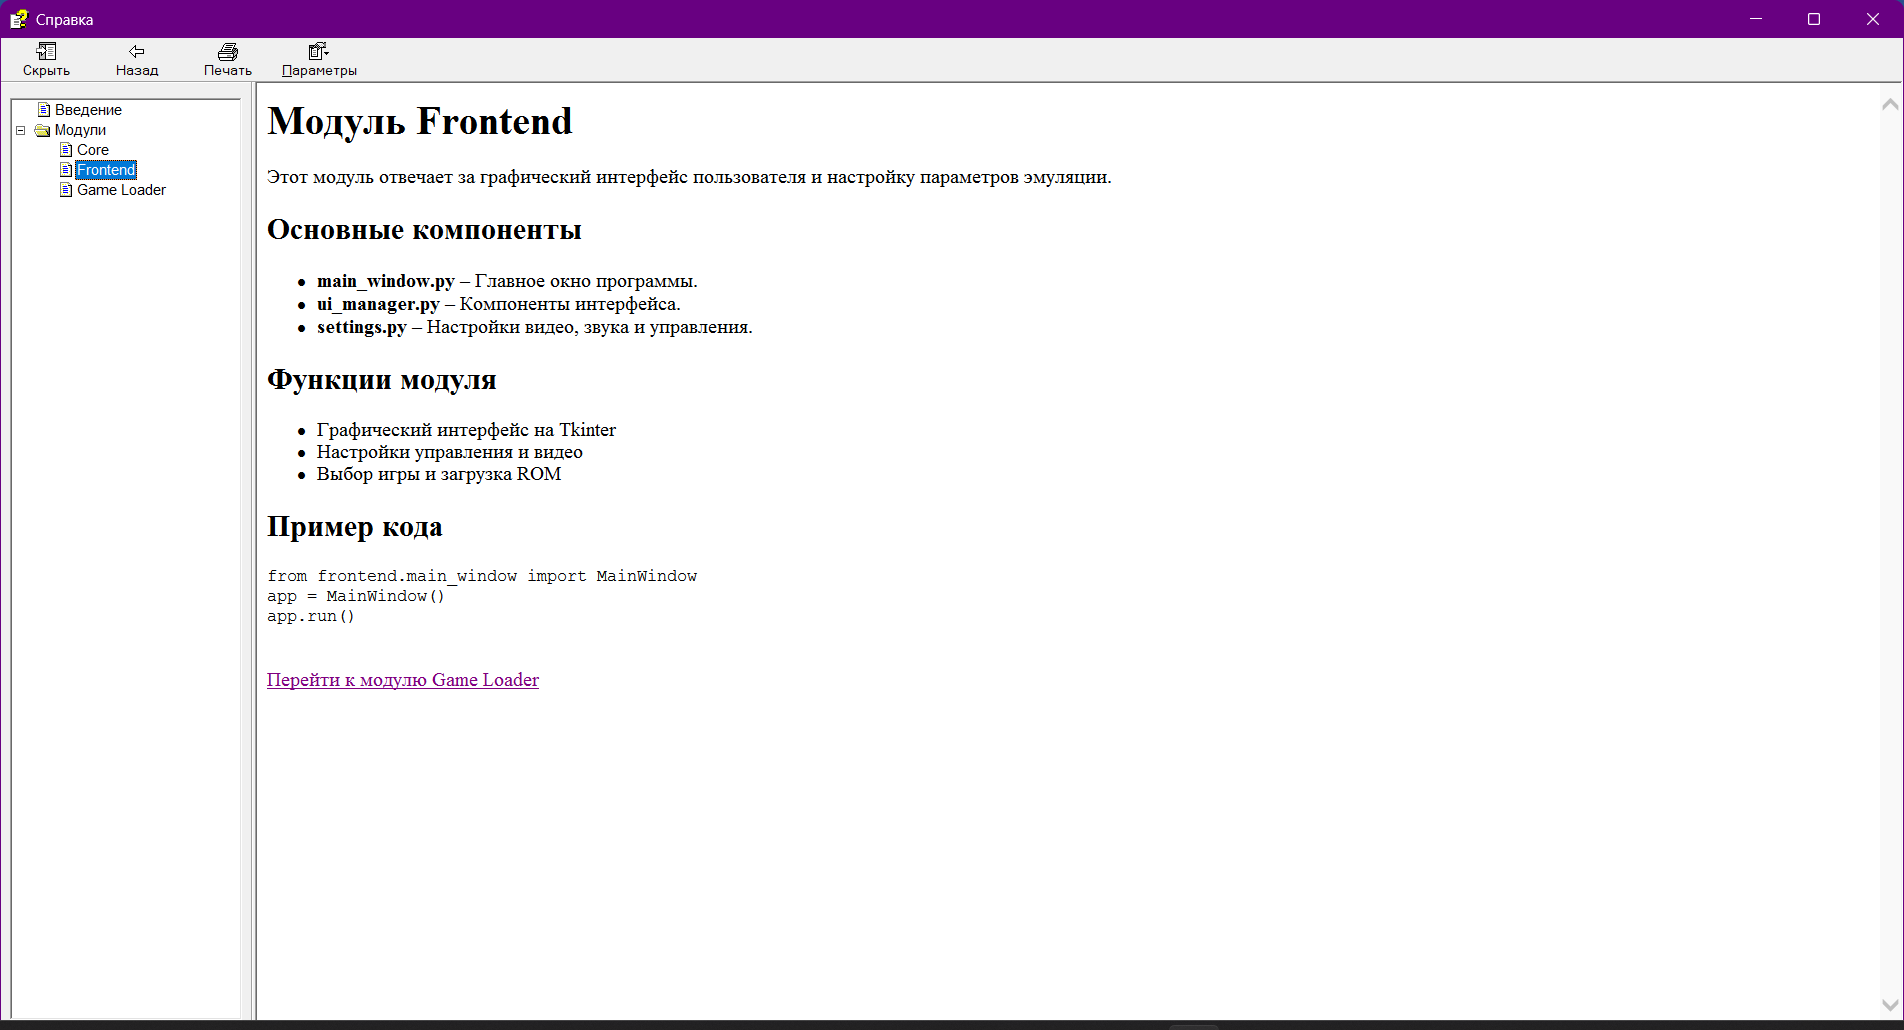 Справка
Скрыть
Назад
Печать
Параметры
Введение
Модули
Core
Frontend
Game Loader
Модуль Frontend
Этот модуль отвечает за графический интерфейс пользователя и настройку параметров эмуляции.
Основные компоненты
• main_window.py – Главное окно программы.
• ui_manager.py – Компоненты интерфейса.
• settings.py – Настройки видео, звука и управления.
Функции модуля
• Графический интерфейс на Tkinter
• Настройки управления и видео
• Выбор игры и загрузка ROM
Пример кода
from frontend.main_window import MainWindow
app = MainWindow()
app.run()
Перейти к модулю Game Loader